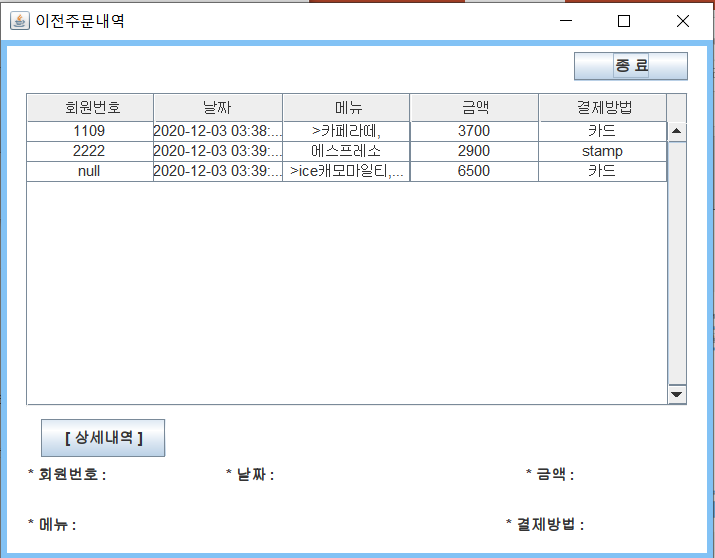 이전주문내역
종 료
회원번호 날짜 메뉴 금액 결제방법
1109 2020-12-03 03:38:... >카페라떼, 3700 카드
2222 2020-12-03 03:39:... 에스프레소 2900 stamp
null 2020-12-03 03:39:... >ice캐모마일티,... 6500 카드
[ 상세내역 ]
* 회원번호 : * 날짜 : * 금액 :
* 메뉴 : * 결제방법 :